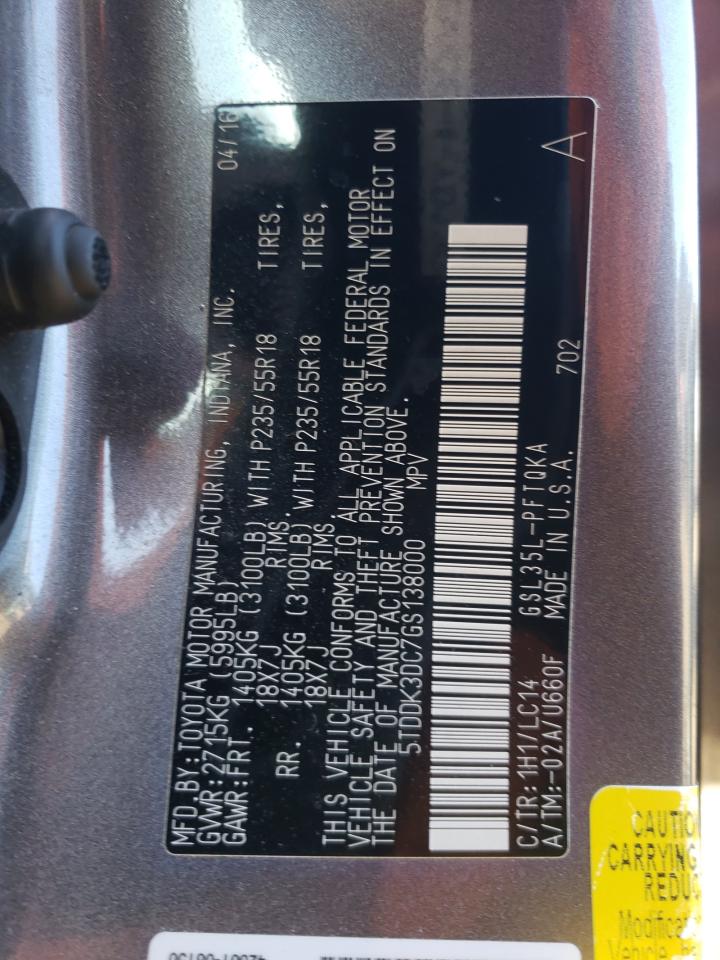 MFD.BY:TOYOTA MOTOR MANUFACTURING, INDIANA, INC. 04/16
GVWR:2715KG (5995LB)
GAWR:FRT. 1405KG (3100LB) WITH P235/55R18 TIRES,
18X7J RIMS.
RR. 1405KG (3100LB) WITH P235/55R18 TIRES,
18X7J RIMS.
THIS VEHICLE CONFORMS TO ALL APPLICABLE FEDERAL MOTOR
VEHICLE SAFETY AND THEFT PREVENTION STANDARDS IN EFFECT ON
THE DATE OF MANUFACTURE SHOWN ABOVE.
5TDDK3DC7GS138000 MPV
C/TR:1H1/LC14 GSL35L-PFTQKA 702
A/TM:-02A/U660F MADE IN U.S.A.
A
CAUTION
CARRYING
REDUC
Modificat
Vehicle